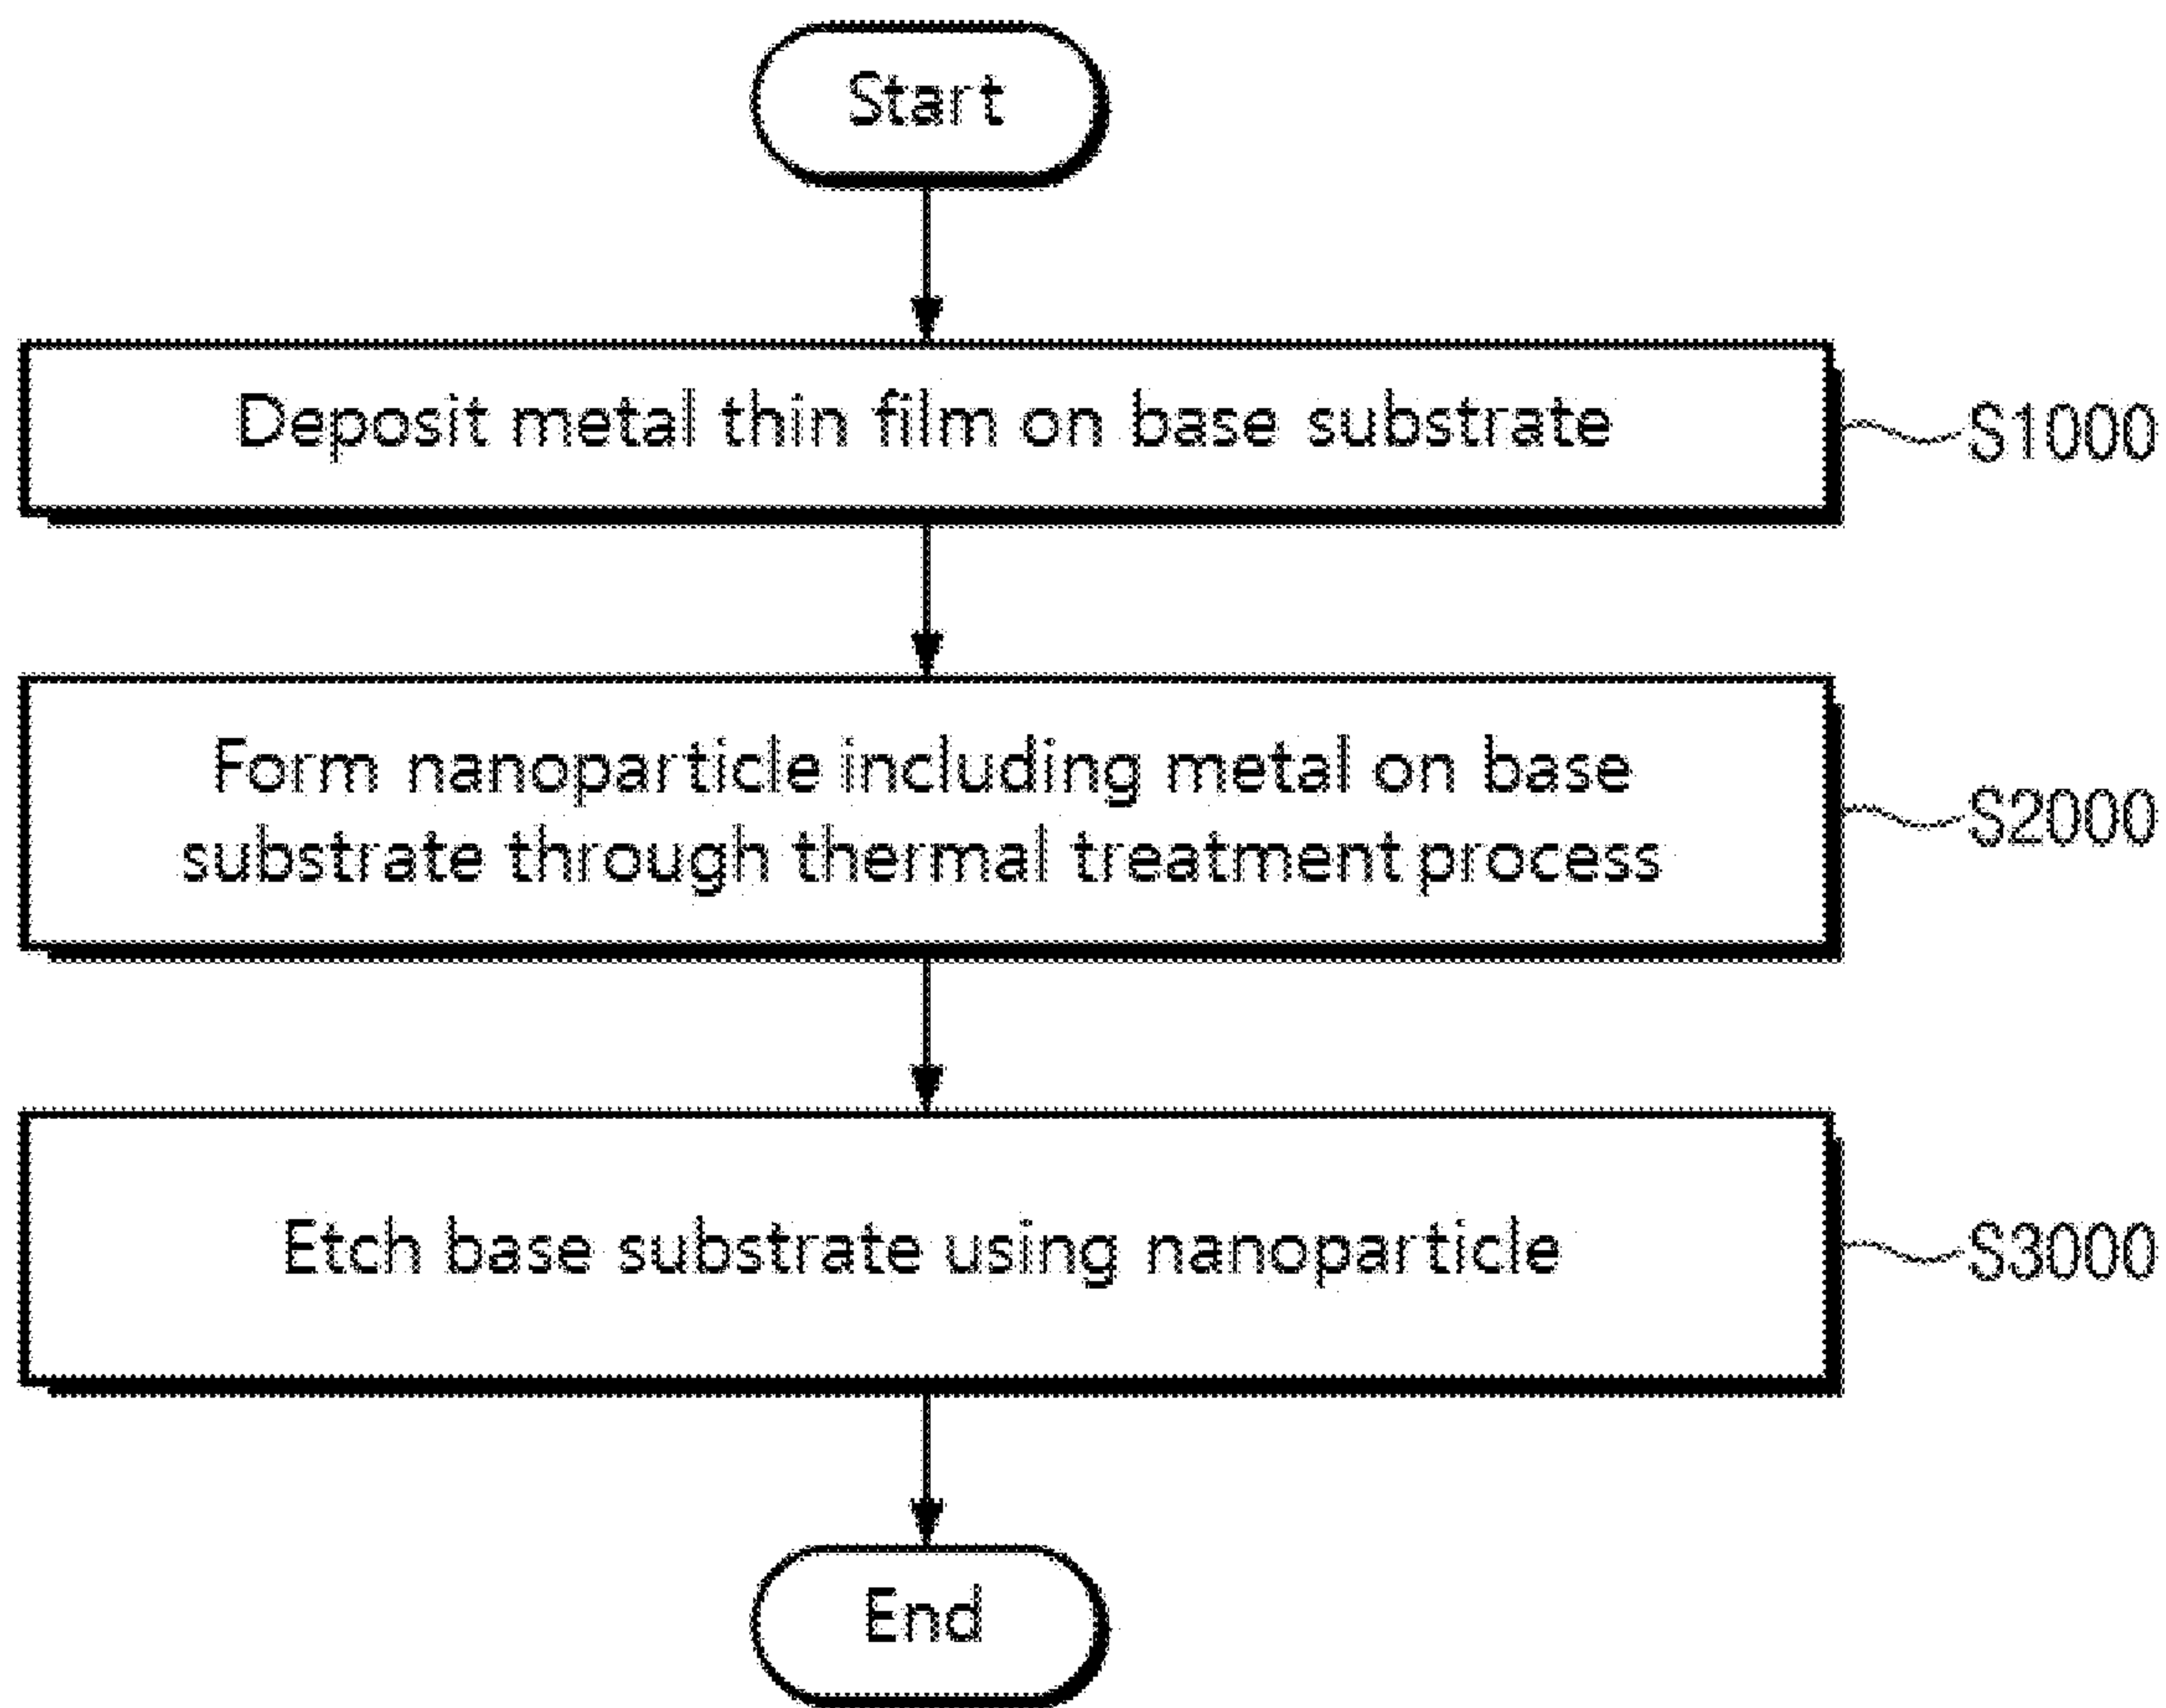 Start
Deposit metal thin film on base substrate
S1000
Form nanoparticle including metal on base
substrate through thermal treatment process
S2000
Etch base substrate using nanoparticle
S3000
End